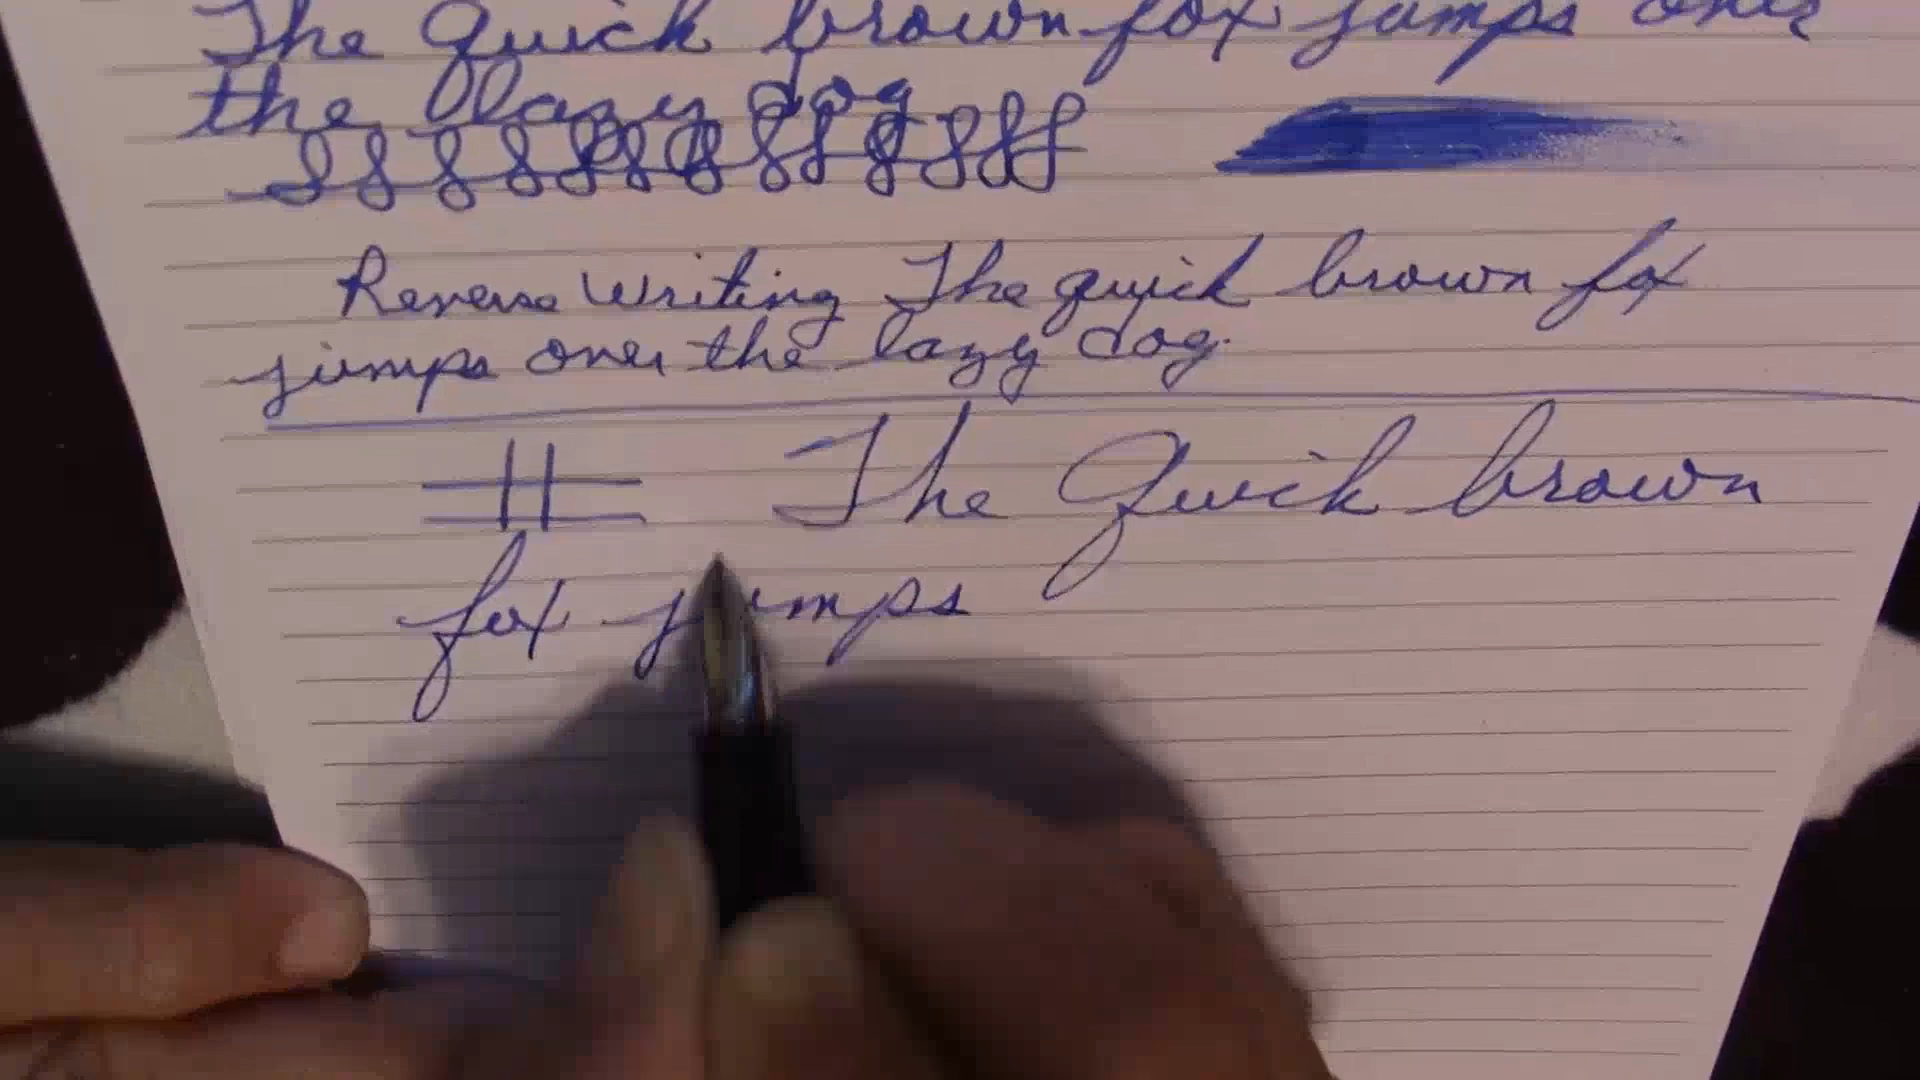 The Quick brown fox jumps over
the lazy dog
Reverse Writing The quick brown fox
jumps over the lazy dog.
The Quick brown
fox jumps